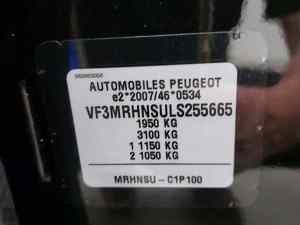 AUTOMOBILES PEUGEOT
e2*2007/46*0534
VF3MRHNSULS255665
1950 KG
3100 KG
1 1150 KG
2 1050 KG
MRHNSU - C1P100